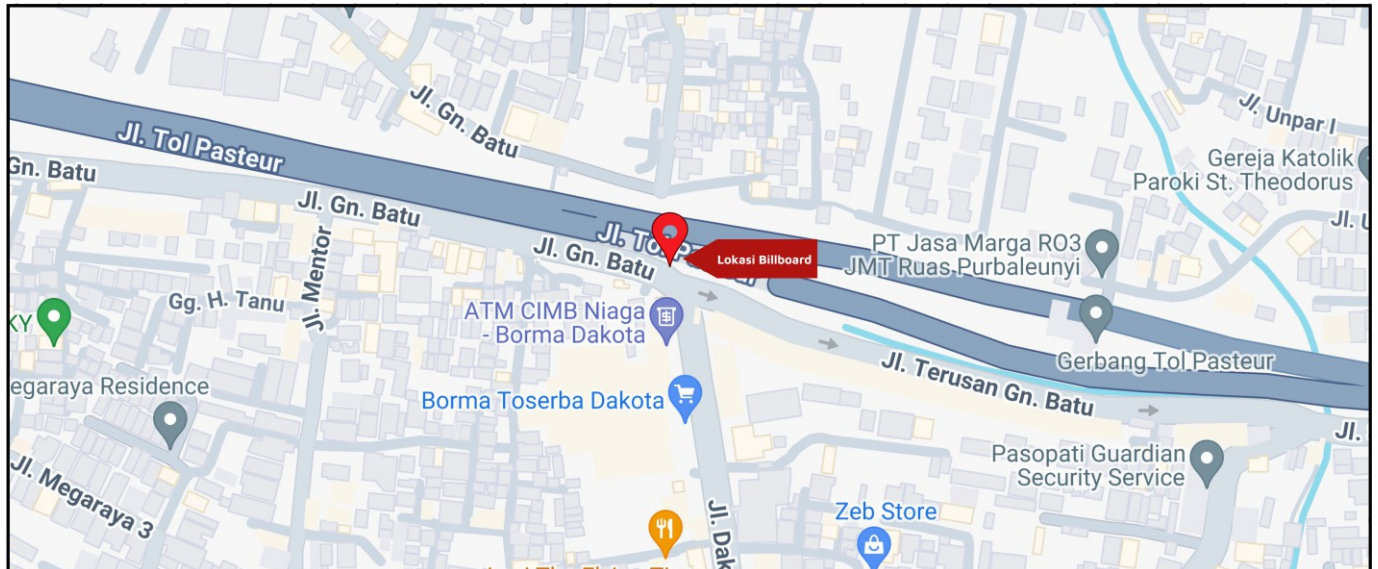 Jl. Gn. Batu
Jl. Unpar I
Jl. Tol Pasteur
Gereja Katolik
Paroki St. Theodorus
Gn. Batu
Jl. Gn. Batu
Jl. U
Jl. Gn. Batu
Lokasi Billboard
PT Jasa Marga RO3
JMT Ruas Purbaleunyi
Jl. Mentor
Gg. H. Tanu
ATM CIMB Niaga
- Borma Dakota
KY
Gerbang Tol Pasteur
Jl. Terusan Gn. Batu
egaraya Residence
Borma Toserba Dakota
Jl.
Pasopati Guardian
Security Service
Jl. Megaraya 3
Jl. Dak
Zeb Store